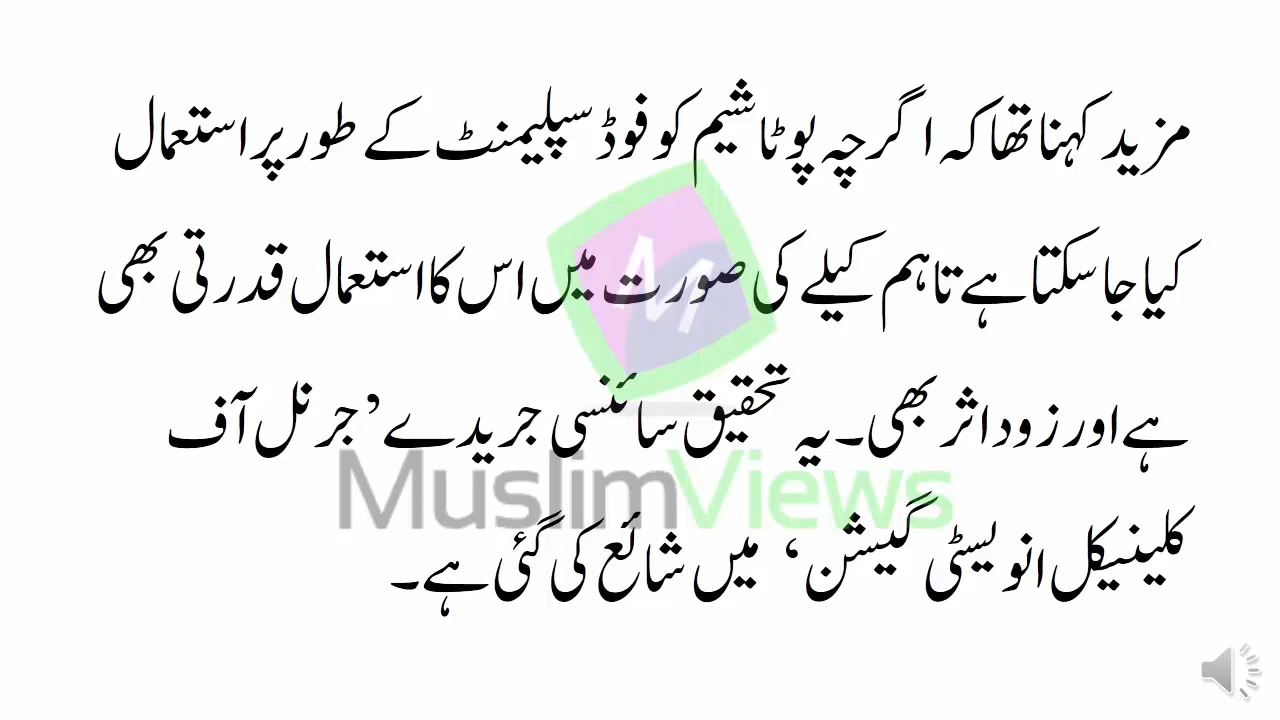 مزید کہنا تھا کہ اگرچہ پوٹاشیم کو فوڈ سپلیمنٹ کے طور پر استعمال
کیا جا سکتا ہے تاہم کیلے کی صورت میں اس کا استعمال قدرتی بھی
ہے اور زود اثر بھی۔ یہ تحقیق سائنسی جریدے ’جرنل آف
MuslimViews
کلینیکل انویسٹی گیشن‘ میں شائع کی گئی ہے۔